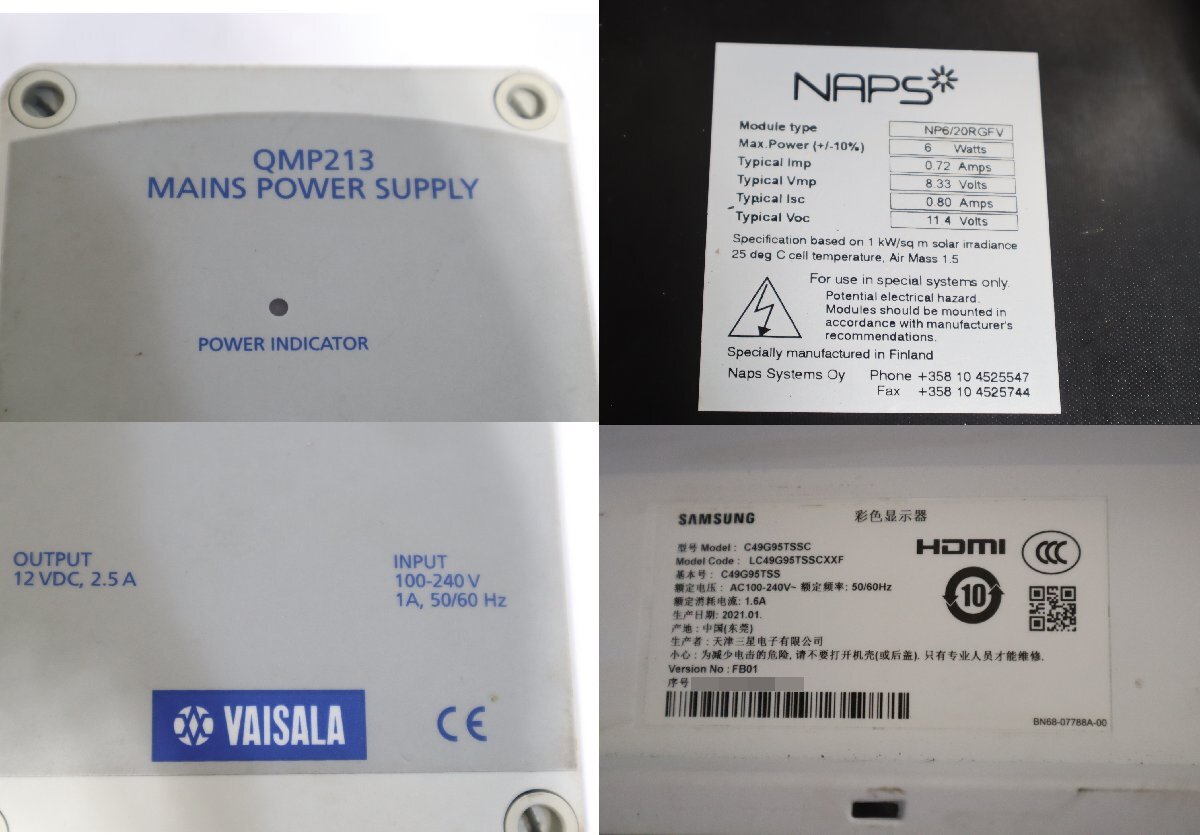 QMP213
MAINS POWER SUPPLY
POWER INDICATOR
OUTPUT
12 VDC, 2.5 A
INPUT
100-240 V
1A, 50/60 Hz
VAISALA
CE
NAPS
Module type NP6/20RGFV
Max.Power (+/-10%) 6 Watts
Typical Imp 0.72 Amps
Typical Vmp 8.33 Volts
Typical Isc 0.80 Amps
Typical Voc 11.4 Volts
Specification based on 1 kW/sq m solar irradiance
25 deg C cell temperature, Air Mass 1.5
For use in special systems only.
Potential electrical hazard.
Modules should be mounted in
accordance with manufacturer's
recommendations.
Specially manufactured in Finland
Naps Systems Oy Phone +358 10 4525547
Fax +358 10 4525744
SAMSUNG 彩色显示器
型号 Model : C49G95TSSC
Model Code : LC49G95TSSCXXF
基本号 : C49G95TSS
额定电压 : AC100-240V~ 额定频率: 50/60Hz
额定消耗电流: 1.6A
生产日期: 2021.01.
产地 : 中国(东莞)
生产者 : 天津三星电子有限公司
小心 : 为减少电击的危险, 请不要打开机壳(或后盖). 只有专业人员才能维修.
Version No : FB01
序号
HDMI
CCC
10
BN68-07788A-00